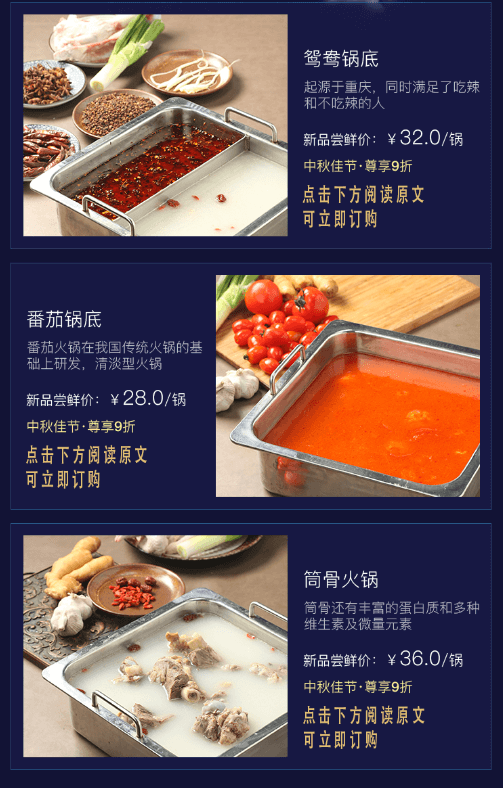 鸳鸯锅底
起源于重庆，同时满足了吃辣
和不吃辣的人
新品尝鲜价：￥32.0/锅
中秋佳节·尊享9折
点击下方阅读原文
可立即订购
番茄锅底
番茄火锅在我国传统火锅的基
础上研发，清淡型火锅
新品尝鲜价：￥28.0/锅
中秋佳节·尊享9折
点击下方阅读原文
可立即订购
筒骨火锅
筒骨还有丰富的蛋白质和多种
维生素及微量元素
新品尝鲜价：￥36.0/锅
中秋佳节·尊享9折
点击下方阅读原文
可立即订购